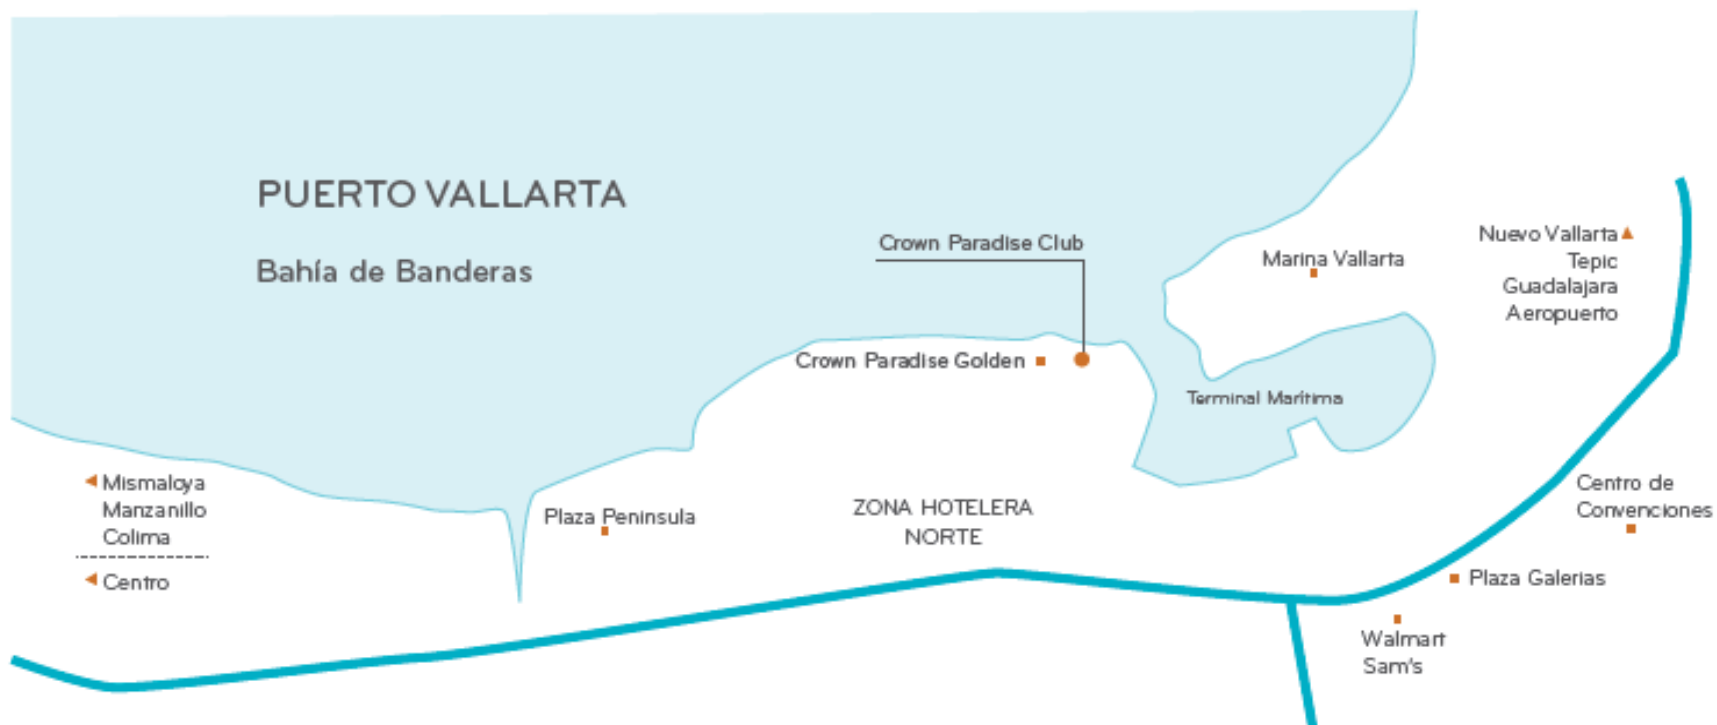 PUERTO VALLARTA
Bahía de Banderas
Crown Paradise Club
Marina Vallarta
Nuevo Vallarta
Tepic
Guadalajara
Aeropuerto
Crown Paradise Golden
Terminal Marítima
Mismaloya
Manzanillo
Colima
Centro
Plaza Peninsula
ZONA HOTELERA
NORTE
Centro de
Convenciones
Plaza Galerias
Walmart
Sam's